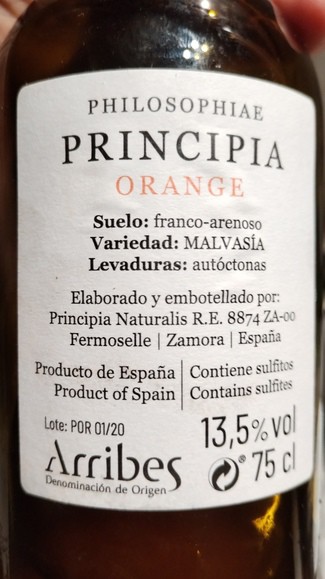 PHILOSOPHIAE
PRINCIPIA
ORANGE
Suelo: franco-arenoso
Variedad: MALVASÍA
Levaduras: autóctonas
Elaborado y embotellado por:
Principia Naturalis R.E. 8874 ZA-00
Fermoselle | Zamora | España
Producto de España | Contiene sulfitos
Product of Spain | Contains sulfites
Lote: POR 01/20
13,5%vol
Arribes
Denominación de Origen
® 75 cl